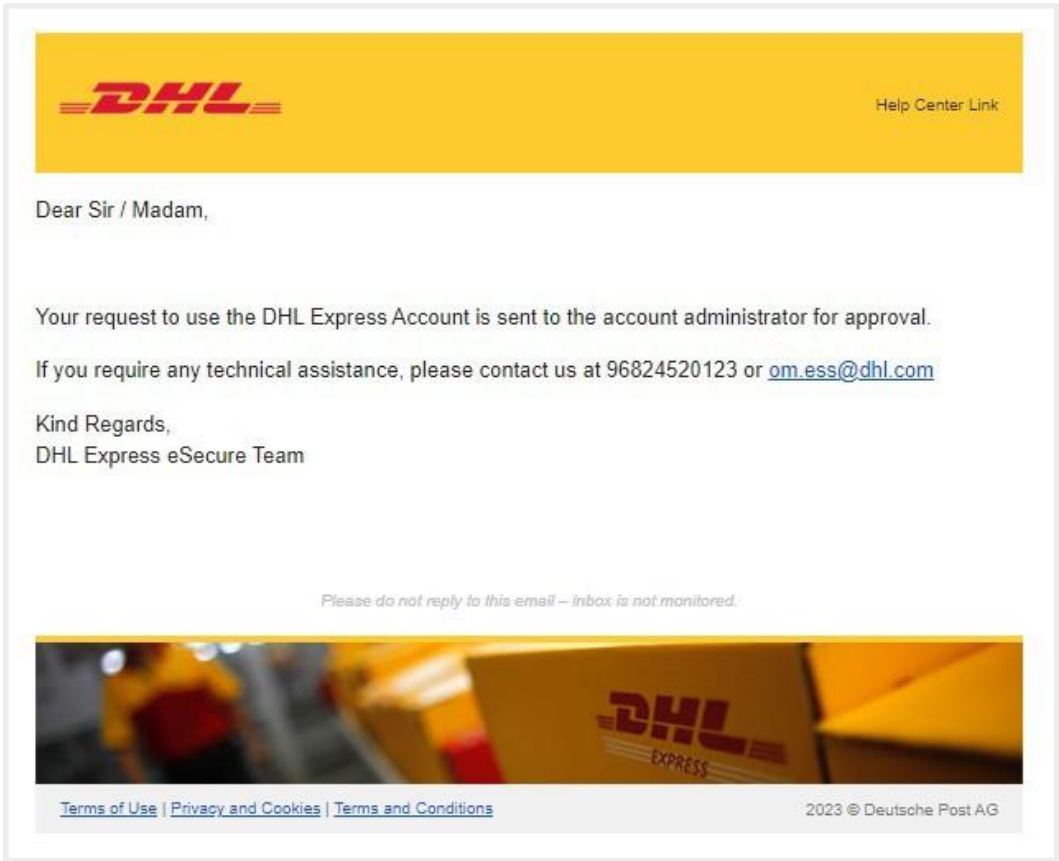 DHL
Help Center Link
Dear Sir / Madam,
Your request to use the DHL Express Account is sent to the account administrator for approval.
If you require any technical assistance, please contact us at 96824520123 or om.ess@dhl.com
Kind Regards,
DHL Express eSecure Team
Please do not reply to this email – inbox is not monitored.
DHL
EXPRESS
Terms of Use | Privacy and Cookies | Terms and Conditions
2023 © Deutsche Post AG